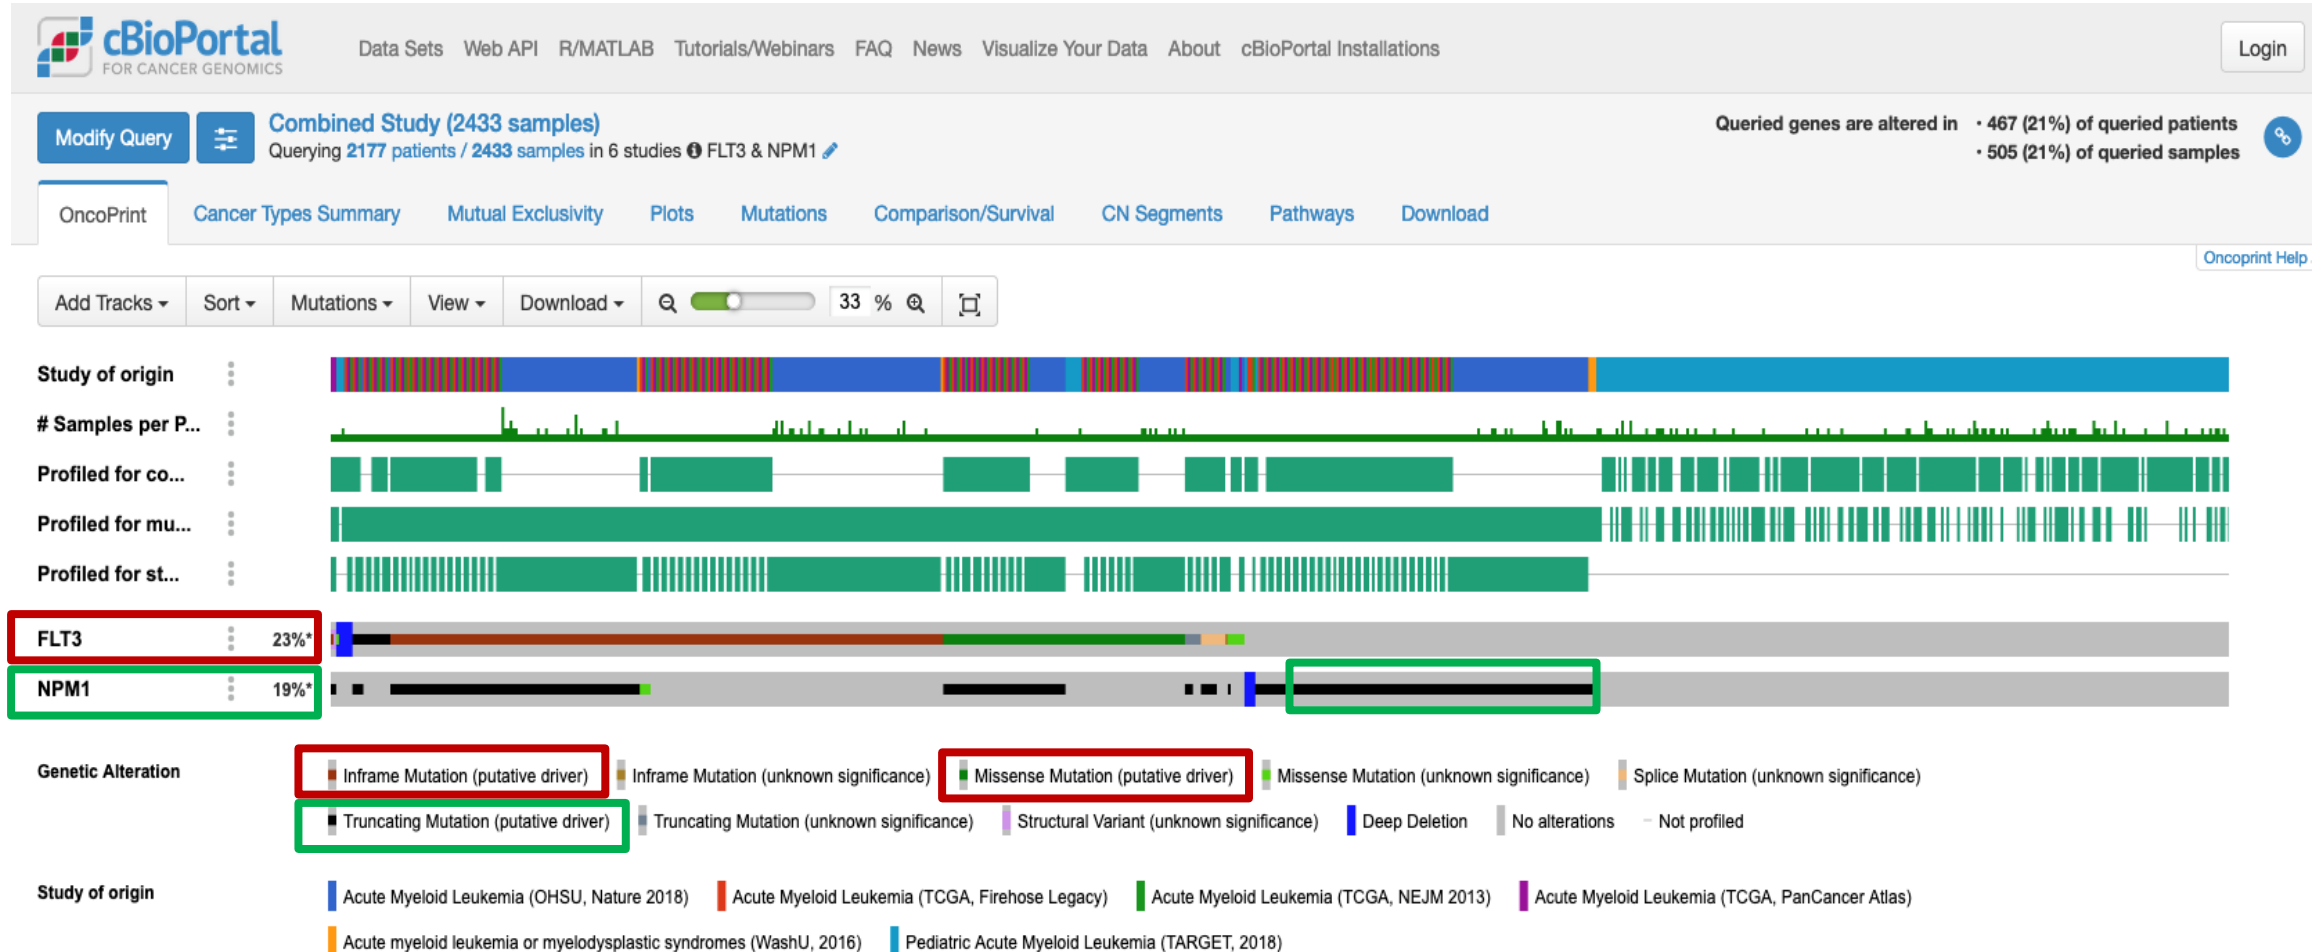 cBioPortal
FOR CANCER GENOMICS
Data Sets Web API R/MATLAB Tutorials/Webinars FAQ News Visualize Your Data About cBioPortal Installations
Login
Modify Query
Combined Study (2433 samples)
Querying 2177 patients / 2433 samples in 6 studies FLT3 & NPM1
Queried genes are altered in
• 467 (21%) of queried patients
• 505 (21%) of queried samples
OncoPrint Cancer Types Summary Mutual Exclusivity Plots Mutations Comparison/Survival CN Segments Pathways Download
Oncoprint Help
Add Tracks Sort Mutations View Download 33 %
Study of origin
# Samples per P...
Profiled for co...
Profiled for mu...
Profiled for st...
FLT3 23%*
NPM1 19%*
Genetic Alteration
Inframe Mutation (putative driver) Inframe Mutation (unknown significance) Missense Mutation (putative driver) Missense Mutation (unknown significance) Splice Mutation (unknown significance)
Truncating Mutation (putative driver) Truncating Mutation (unknown significance) Structural Variant (unknown significance) Deep Deletion No alterations Not profiled
Study of origin
Acute Myeloid Leukemia (OHSU, Nature 2018) Acute Myeloid Leukemia (TCGA, Firehose Legacy) Acute Myeloid Leukemia (TCGA, NEJM 2013) Acute Myeloid Leukemia (TCGA, PanCancer Atlas)
Acute myeloid leukemia or myelodysplastic syndromes (WashU, 2016) Pediatric Acute Myeloid Leukemia (TARGET, 2018)